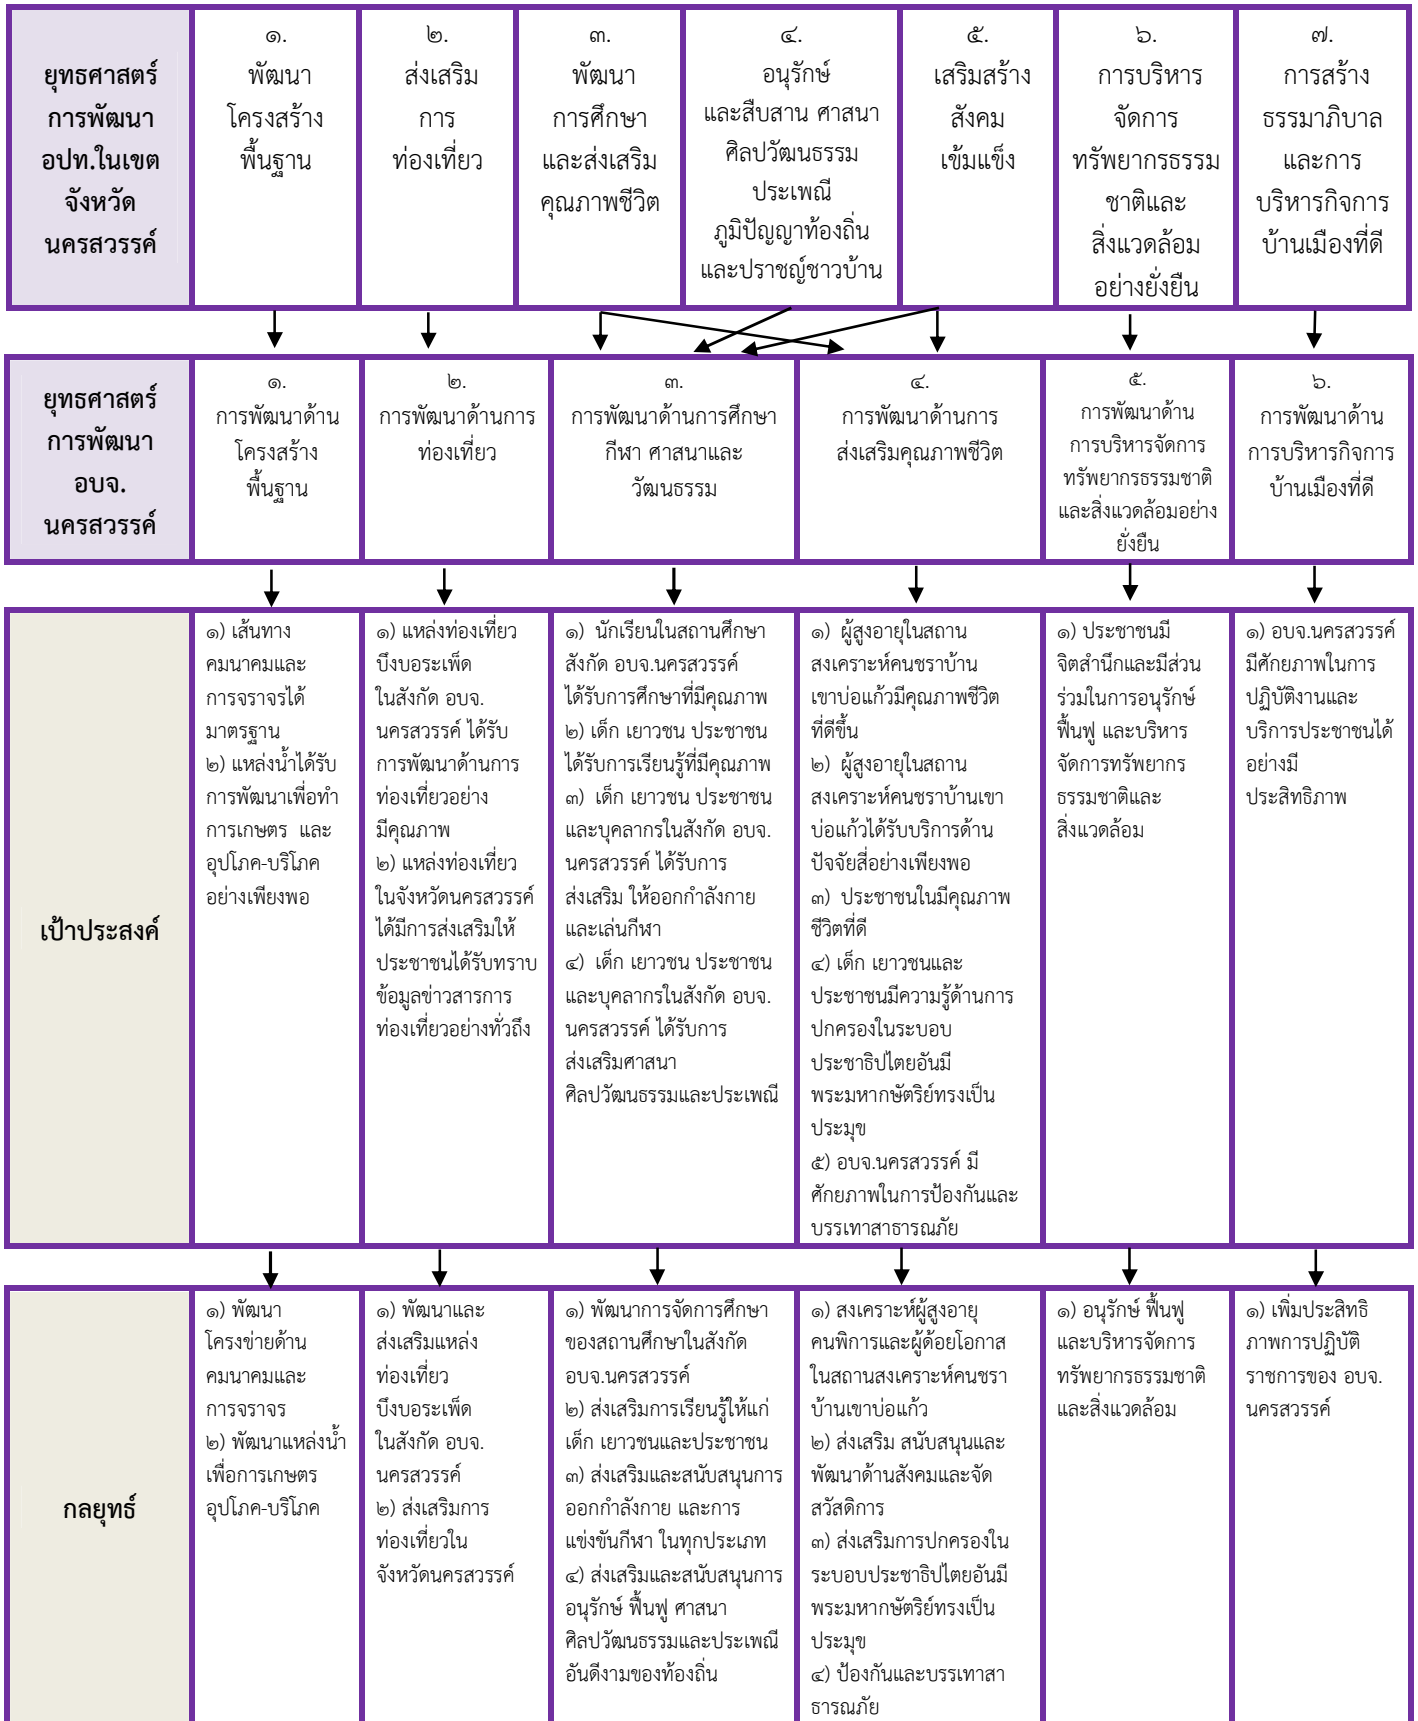 ยุทธศาสตร์
การพัฒนา
อปท.ในเขต
จังหวัด
นครสวรรค์
๑.
พัฒนา
โครงสร้าง
พื้นฐาน
๒.
ส่งเสริม
การ
ท่องเที่ยว
๓.
พัฒนา
การศึกษา
และส่งเสริม
คุณภาพชีวิต
๔.
อนุรักษ์
และสืบสาน ศาสนา
ศิลปวัฒนธรรม
ประเพณี
ภูมิปัญญาท้องถิ่น
และปราชญ์ชาวบ้าน
๕.
เสริมสร้าง
สังคม
เข้มแข็ง
๖.
การบริหาร
จัดการ
ทรัพยากรธรรม
ชาติและ
สิ่งแวดล้อม
อย่างยั่งยืน
๗.
การสร้าง
ธรรมาภิบาล
และการ
บริหารกิจการ
บ้านเมืองที่ดี
ยุทธศาสตร์
การพัฒนา
อบจ.
นครสวรรค์
๑.
การพัฒนาด้าน
โครงสร้าง
พื้นฐาน
๒.
การพัฒนาด้านการ
ท่องเที่ยว
๓.
การพัฒนาด้านการศึกษา
กีฬา ศาสนาและ
วัฒนธรรม
๔.
การพัฒนาด้านการ
ส่งเสริมคุณภาพชีวิต
๕.
การพัฒนาด้าน
การบริหารจัดการ
ทรัพยากรธรรมชาติ
และสิ่งแวดล้อมอย่าง
ยั่งยืน
๖.
การพัฒนาด้าน
การบริหารกิจการ
บ้านเมืองที่ดี
เป้าประสงค์
๑) เส้นทาง
คมนาคมและ
การจราจรได้
มาตรฐาน
๒) แหล่งน้ำได้รับ
การพัฒนาเพื่อทำ
การเกษตร และ
อุปโภค-บริโภค
อย่างเพียงพอ
๑) แหล่งท่องเที่ยว
บึงบอระเพ็ด
ในสังกัด อบจ.
นครสวรรค์ ได้รับ
การพัฒนาด้านการ
ท่องเที่ยวอย่าง
มีคุณภาพ
๒) แหล่งท่องเที่ยว
ในจังหวัดนครสวรรค์
ได้มีการส่งเสริมให้
ประชาชนได้รับทราบ
ข้อมูลข่าวสารการ
ท่องเที่ยวอย่างทั่วถึง
๑) นักเรียนในสถานศึกษา
สังกัด อบจ.นครสวรรค์
ได้รับการศึกษาที่มีคุณภาพ
๒) เด็ก เยาวชน ประชาชน
ได้รับการเรียนรู้ที่มีคุณภาพ
๓) เด็ก เยาวชน ประชาชน
และบุคลากรในสังกัด อบจ.
นครสวรรค์ ได้รับการ
ส่งเสริม ให้ออกกำลังกาย
และเล่นกีฬา
๔) เด็ก เยาวชน ประชาชน
และบุคลากรในสังกัด อบจ.
นครสวรรค์ ได้รับการ
ส่งเสริมศาสนา
ศิลปวัฒนธรรมและประเพณี
๑) ผู้สูงอายุในสถาน
สงเคราะห์คนชราบ้าน
เขาบ่อแก้วมีคุณภาพชีวิต
ที่ดีขึ้น
๒) ผู้สูงอายุในสถาน
สงเคราะห์คนชราบ้านเขา
บ่อแก้วได้รับบริการด้าน
ปัจจัยสี่อย่างเพียงพอ
๓) ประชาชนในมีคุณภาพ
ชีวิตที่ดี
๔) เด็ก เยาวชนและ
ประชาชนมีความรู้ด้านการ
ปกครองในระบอบ
ประชาธิปไตยอันมี
พระมหากษัตริย์ทรงเป็น
ประมุข
๕) อบจ.นครสวรรค์ มี
ศักยภาพในการป้องกันและ
บรรเทาสาธารณภัย
๑) ประชาชนมี
จิตสำนึกและมีส่วน
ร่วมในการอนุรักษ์
ฟื้นฟู และบริหาร
จัดการทรัพยากร
ธรรมชาติและ
สิ่งแวดล้อม
๑) อบจ.นครสวรรค์
มีศักยภาพในการ
ปฏิบัติงานและ
บริการประชาชนได้
อย่างมี
ประสิทธิภาพ
กลยุทธ์
๑) พัฒนา
โครงข่ายด้าน
คมนาคมและ
การจราจร
๒) พัฒนาแหล่งน้ำ
เพื่อการเกษตร
อุปโภค-บริโภค
๑) พัฒนาและ
ส่งเสริมแหล่ง
ท่องเที่ยว
บึงบอระเพ็ด
ในสังกัด อบจ.
นครสวรรค์
๒) ส่งเสริมการ
ท่องเที่ยวใน
จังหวัดนครสวรรค์
๑) พัฒนาการจัดการศึกษา
ของสถานศึกษาในสังกัด
อบจ.นครสวรรค์
๒) ส่งเสริมการเรียนรู้ให้แก่
เด็ก เยาวชนและประชาชน
๓) ส่งเสริมและสนับสนุนการ
ออกกำลังกาย และการ
แข่งขันกีฬา ในทุกประเภท
๔) ส่งเสริมและสนับสนุนการ
อนุรักษ์ ฟื้นฟู ศาสนา
ศิลปวัฒนธรรมและประเพณี
อันดีงามของท้องถิ่น
๑) สงเคราะห์ผู้สูงอายุ
คนพิการและผู้ด้อยโอกาส
ในสถานสงเคราะห์คนชรา
บ้านเขาบ่อแก้ว
๒) ส่งเสริม สนับสนุนและ
พัฒนาด้านสังคมและจัด
สวัสดิการ
๓) ส่งเสริมการปกครองใน
ระบอบประชาธิปไตยอันมี
พระมหากษัตริย์ทรงเป็น
ประมุข
๔) ป้องกันและบรรเทาสา
ธารณภัย
๑) อนุรักษ์ ฟื้นฟู
และบริหารจัดการ
ทรัพยากรธรรมชาติ
และสิ่งแวดล้อม
๑) เพิ่มประสิทธิ
ภาพการปฏิบัติ
ราชการของ อบจ.
นครสวรรค์